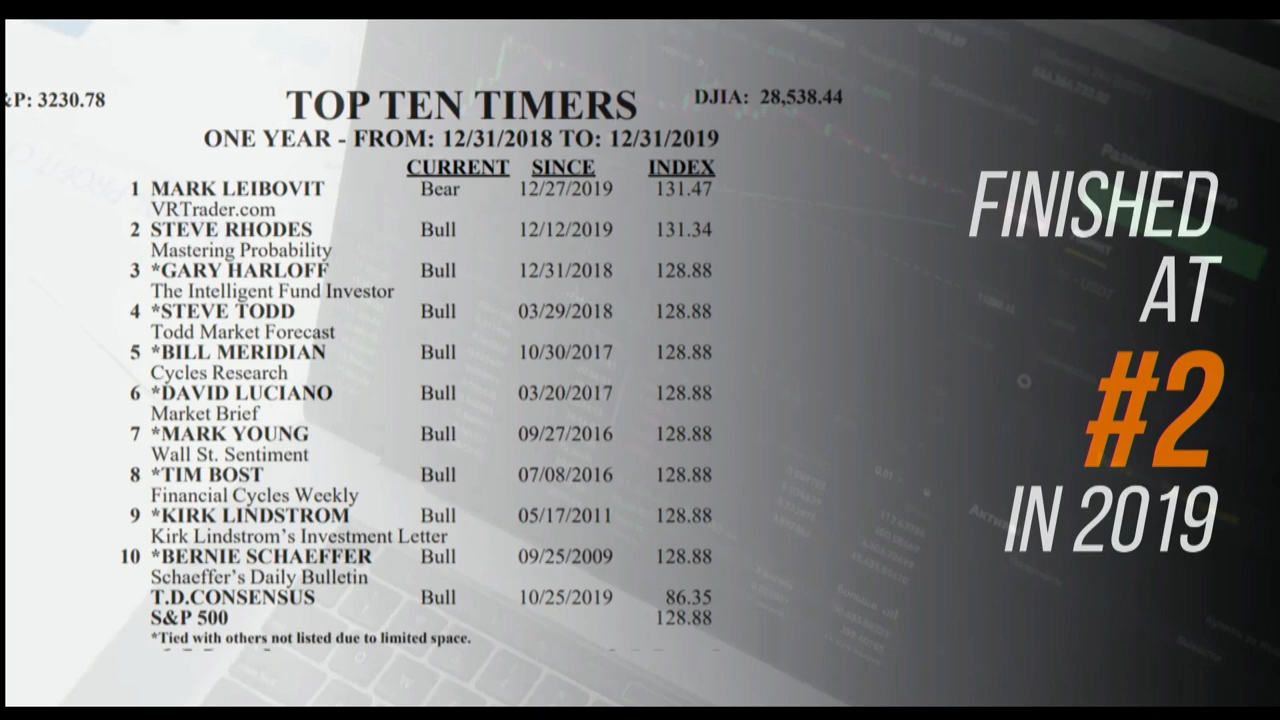 &P: 3230.78
TOP TEN TIMERS
DJIA: 28,538.44
ONE YEAR - FROM: 12/31/2018 TO: 12/31/2019
CURRENT SINCE INDEX
1 MARK LEIBOVIT Bear 12/27/2019 131.47
VRTrader.com
2 STEVE RHODES Bull 12/12/2019 131.34
Mastering Probability
3 *GARY HARLOFF Bull 12/31/2018 128.88
The Intelligent Fund Investor
4 *STEVE TODD Bull 03/29/2018 128.88
Todd Market Forecast
5 *BILL MERIDIAN Bull 10/30/2017 128.88
Cycles Research
6 *DAVID LUCIANO Bull 03/20/2017 128.88
Market Brief
7 *MARK YOUNG Bull 09/27/2016 128.88
Wall St. Sentiment
8 *TIM BOST Bull 07/08/2016 128.88
Financial Cycles Weekly
9 *KIRK LINDSTROM Bull 05/17/2011 128.88
Kirk Lindstrom's Investment Letter
10 *BERNIE SCHAEFFER Bull 09/25/2009 128.88
Schaeffer's Daily Bulletin
T.D.CONSENSUS Bull 10/25/2019 86.35
S&P 500 128.88
*Tied with others not listed due to limited space.
FINISHED
AT
#2
IN 2019